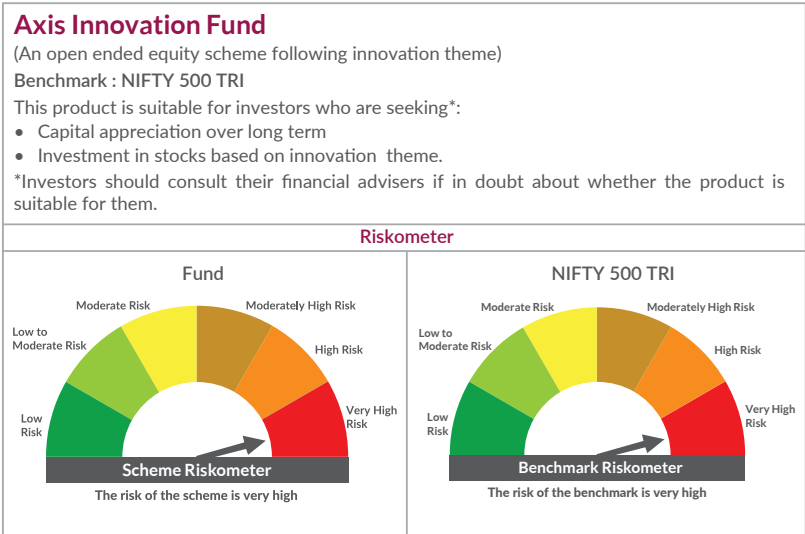 Axis Innovation Fund
(An open ended equity scheme following innovation theme)
Benchmark : NIFTY 500 TRI
This product is suitable for investors who are seeking*:
• Capital appreciation over long term
• Investment in stocks based on innovation theme.
*Investors should consult their financial advisers if in doubt about whether the product is
suitable for them.
Riskometer
Fund
Moderate Risk
Moderately High Risk
Low to
Moderate Risk
High Risk
Low
Risk
Very High
Risk
Scheme Riskometer
The risk of the scheme is very high
NIFTY 500 TRI
Moderate Risk
Moderately High Risk
Low to
Moderate Risk
High Risk
Low
Risk
Very High
Risk
Benchmark Riskometer
The risk of the benchmark is very high